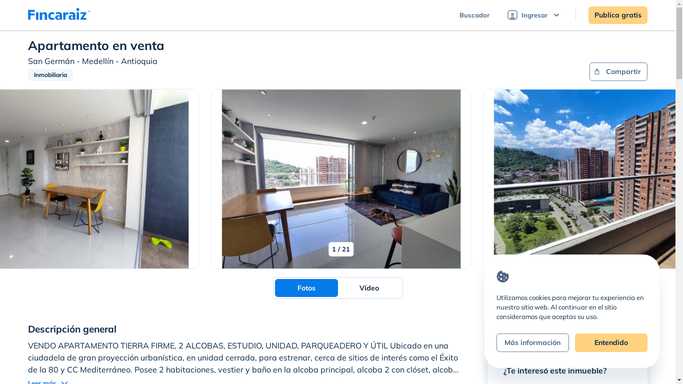 Fincaraiz
Buscador
Ingresar
Publica gratis
Apartamento en venta
San Germán - Medellín - Antioquia
Inmobiliaria
Compartir
1 / 21
Fotos
Video
Utilizamos cookies para mejorar tu experiencia en
nuestro sitio web. Al continuar en el sitio
consideramos que aceptas su uso.
Más información
Entendido
¿Te interesó este inmueble?
Descripción general
VENDO APARTAMENTO TIERRA FIRME, 2 ALCOBAS, ESTUDIO, UNIDAD, PARQUEADERO Y ÚTIL Ubicado en una
ciudadela de gran proyección urbanística, en unidad cerrada, para estrenar, cerca de sitios de interés como el Éxito
de la 80 y CC Mediterráneo. Posee 2 habitaciones, vestier y baño en la alcoba principal, alcoba 2 con clóset, alcob...
Leer más